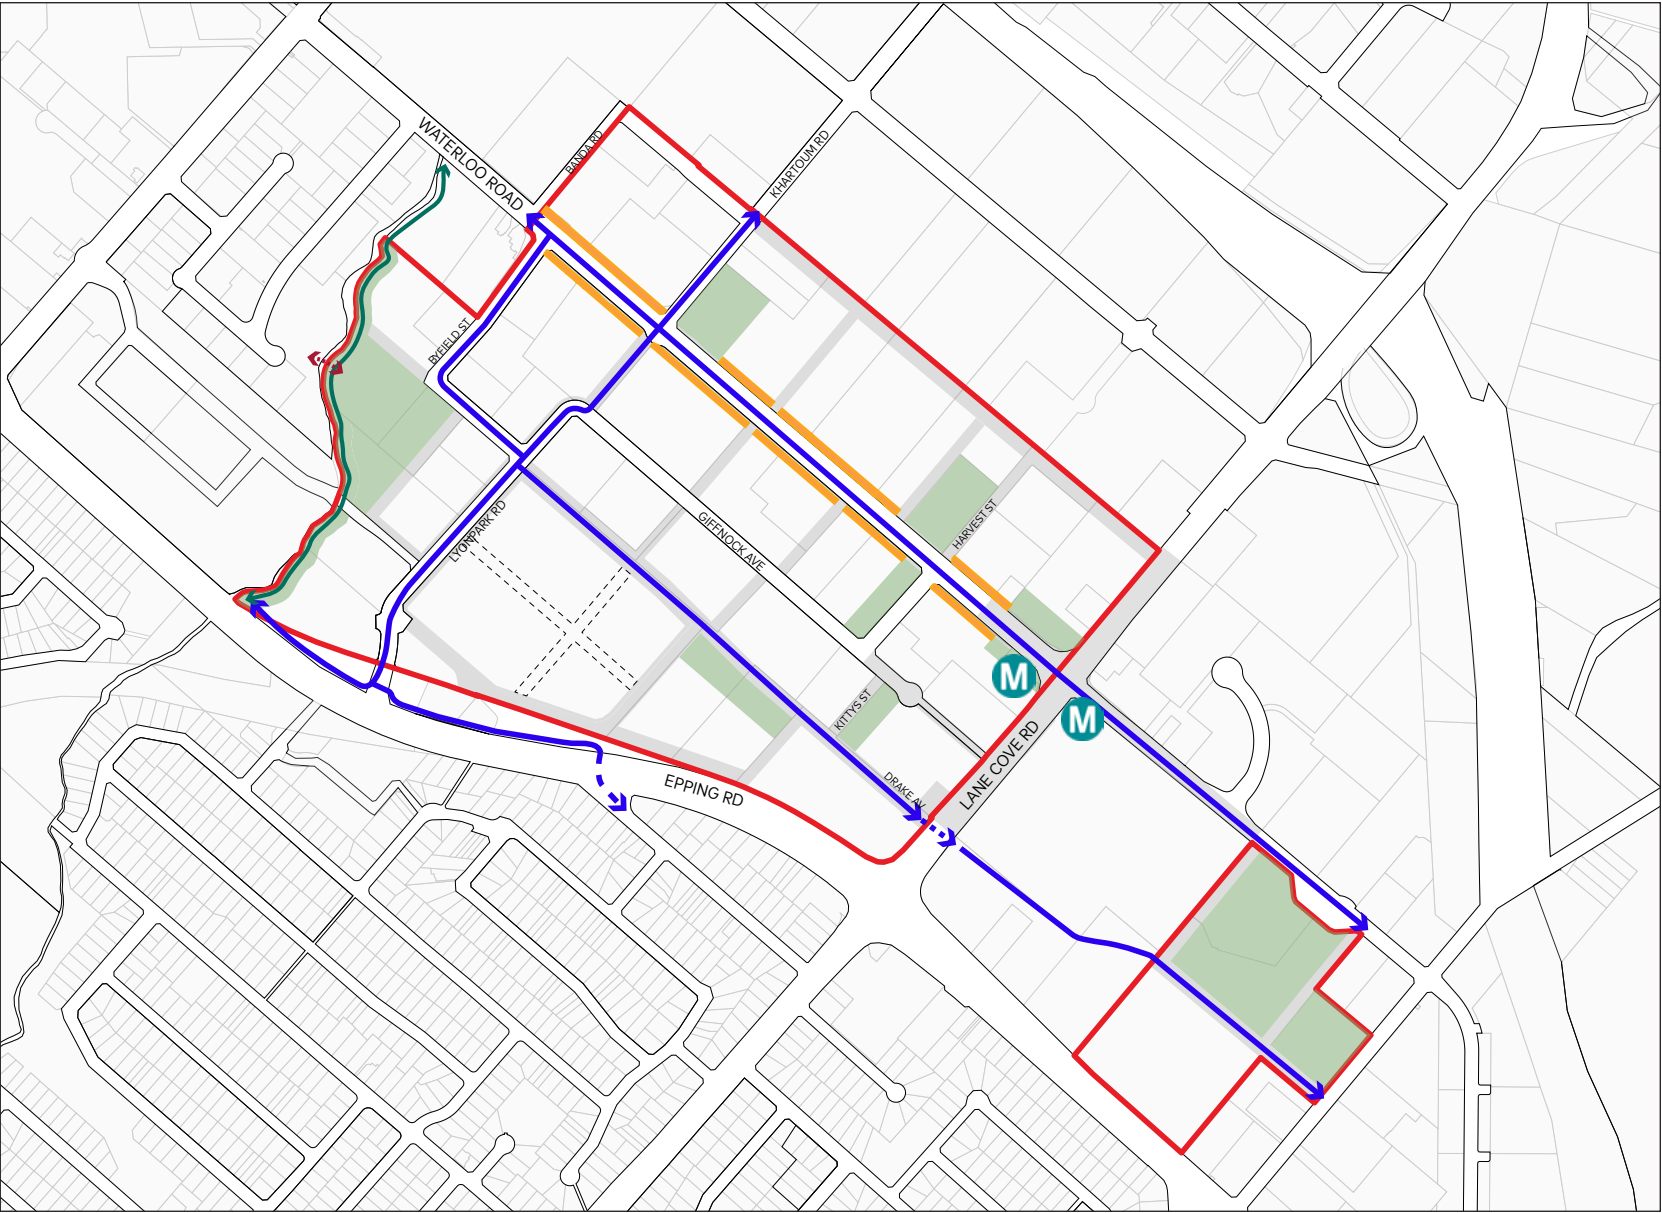 WATERLOO ROAD
BANDA RD
KHARTOUM RD
BYFIELD ST
LYONPARK RD
GIFFNOCK AVE
HARVEST ST
M
M
KITTYS ST
DRAKE AV
LANE COVE RD
EPPING RD